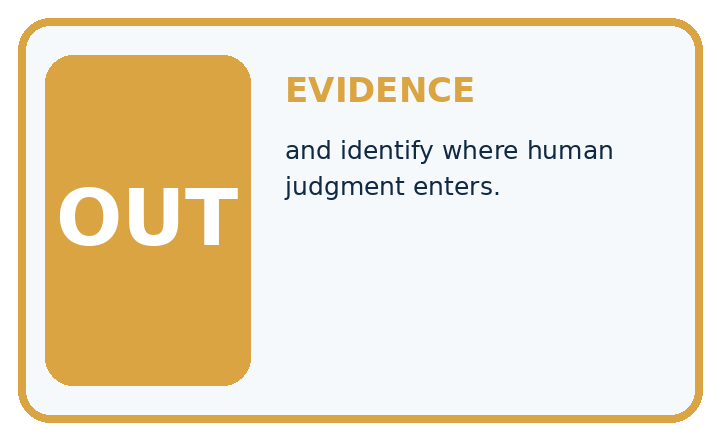 OUT
EVIDENCE
and identify where human
judgment enters.